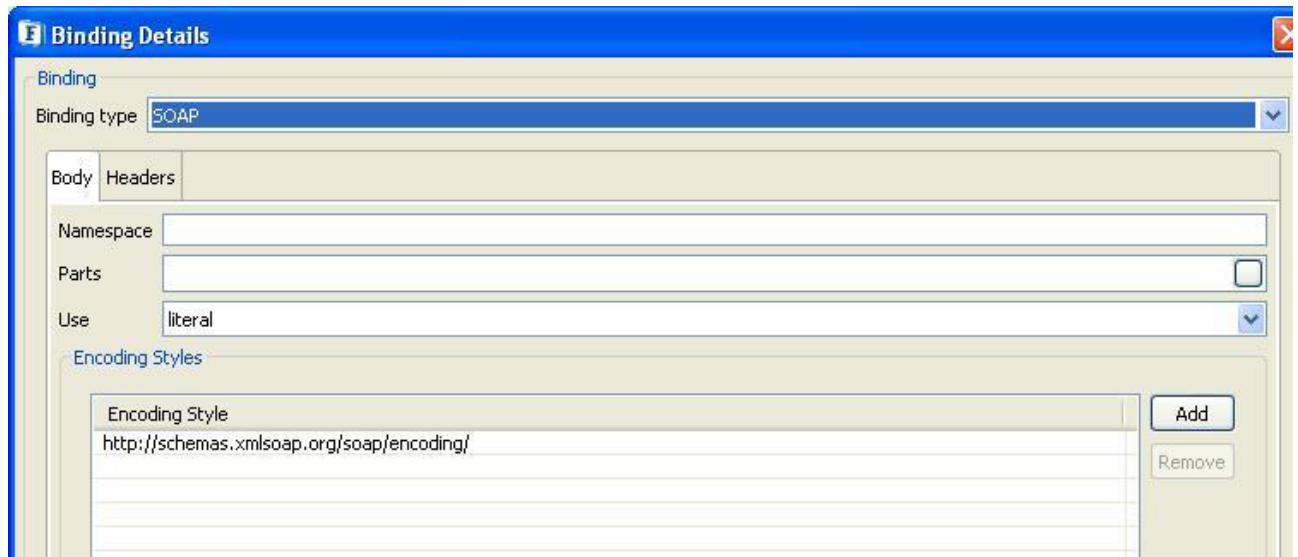 Binding Details
Binding
Binding type SOAP
Body Headers
Namespace
Parts
Use literal
Encoding Styles
Encoding Style Add
http://schemas.xmlsoap.org/soap/encoding/
Remove